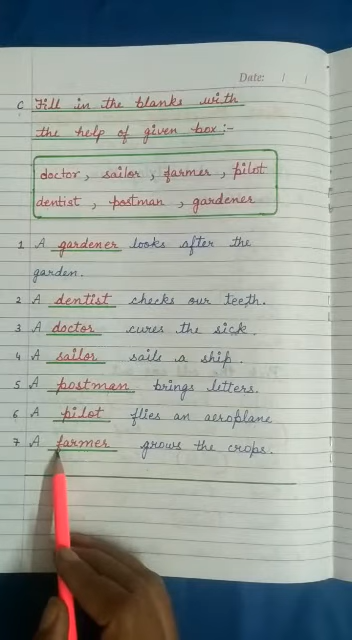 Date: / /
C Fill in the blanks with
the help of given box:-
doctor, sailor, farmer, pilot
dentist, postman, gardener
1 A gardener looks after the
garden.
2 A dentist checks our teeth.
3 A doctor cures the sick.
4 A sailor sails a ship.
5 A postman brings letters.
6 A pilot flies an aeroplane
7 A farmer grows the crops.